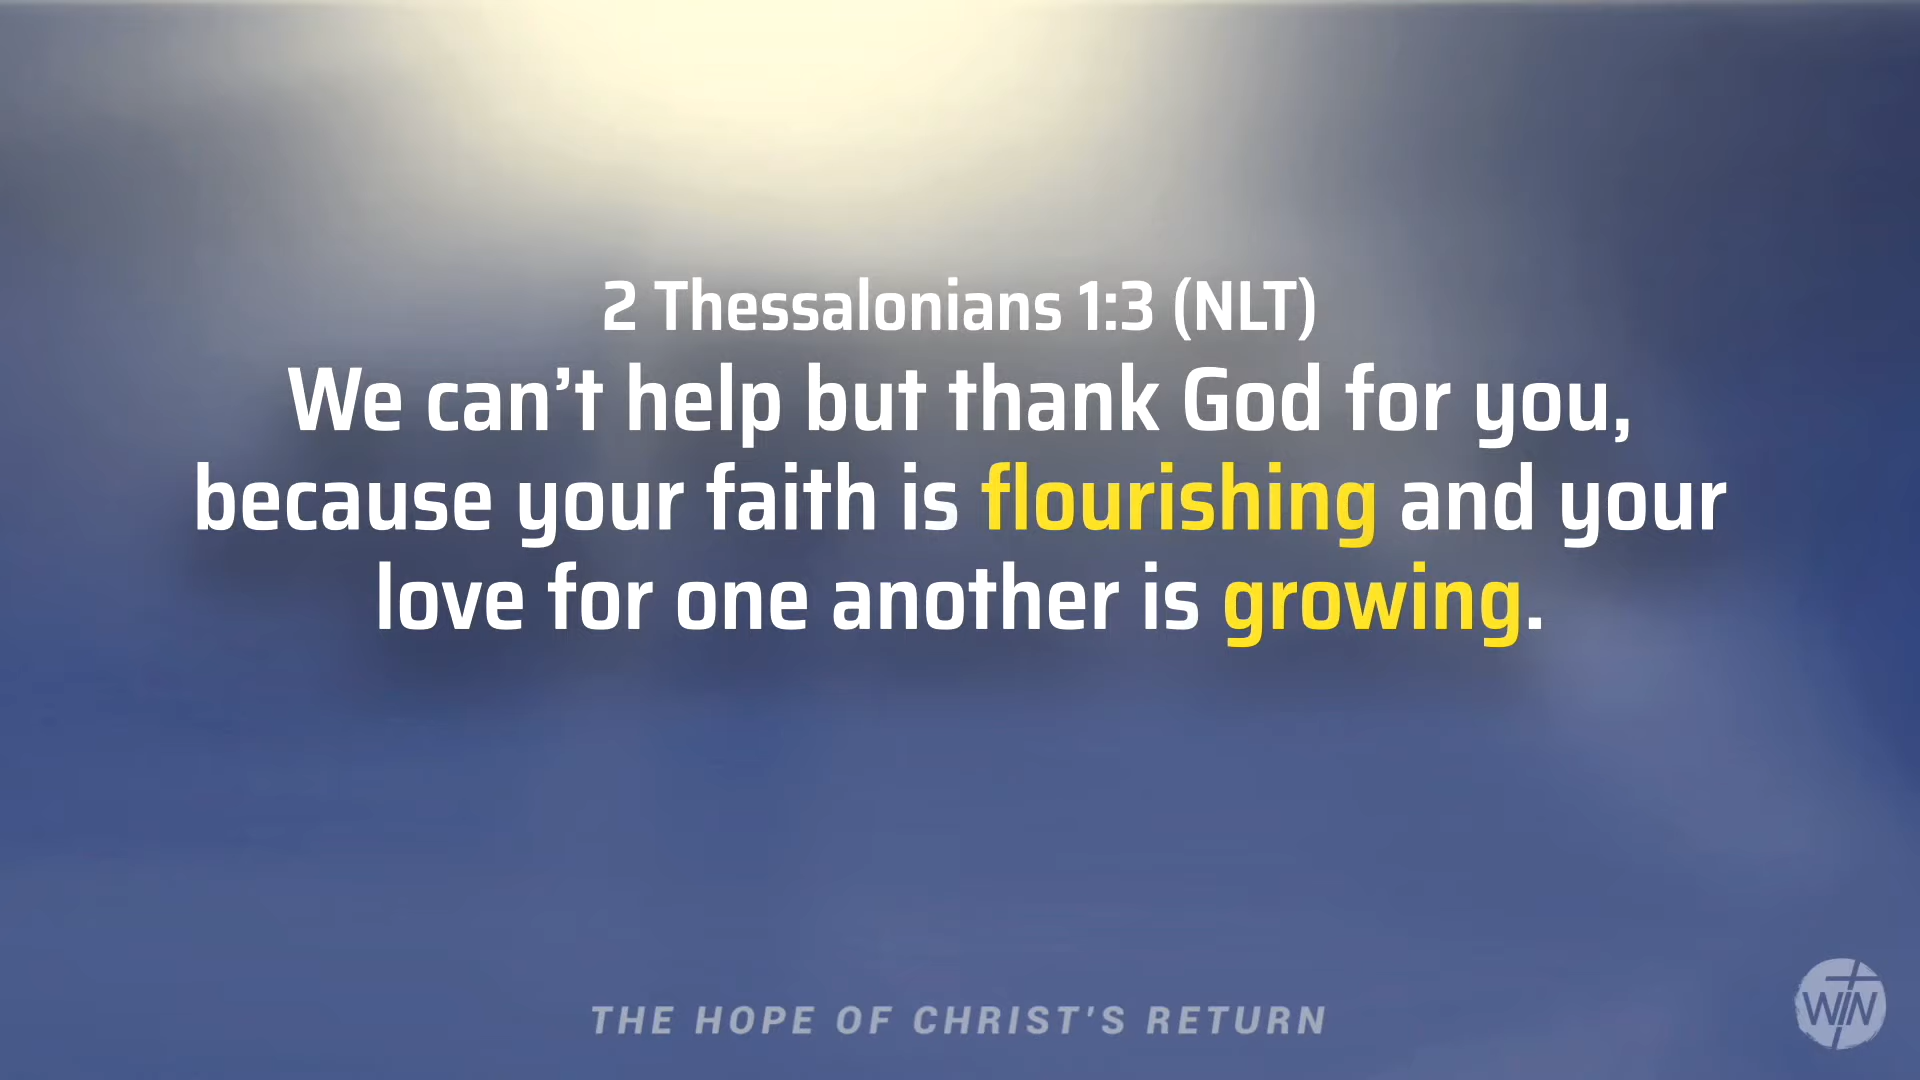 2 Thessalonians 1:3 (NLT)
We can’t help but thank God for you,
because your faith is flourishing and your
love for one another is growing.
THE HOPE OF CHRIST'S RETURN
WIN